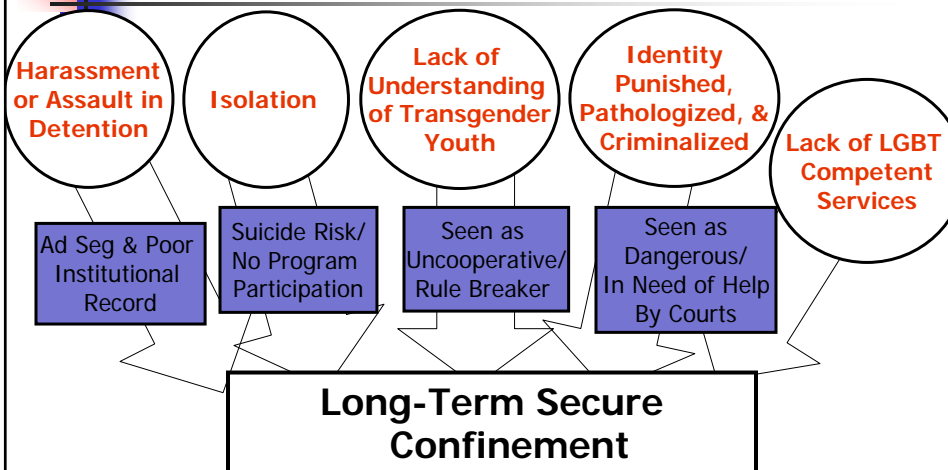 Harassment
or Assault in
Detention
Isolation
Lack of
Understanding
of Transgender
Youth
Identity
Punished,
Pathologized, &
Criminalized
Lack of LGBT
Competent
Services
Ad Seg & Poor
Institutional
Record
Suicide Risk/
No Program
Participation
Seen as
Uncooperative/
Rule Breaker
Seen as
Dangerous/
In Need of Help
By Courts
Long-Term Secure
Confinement